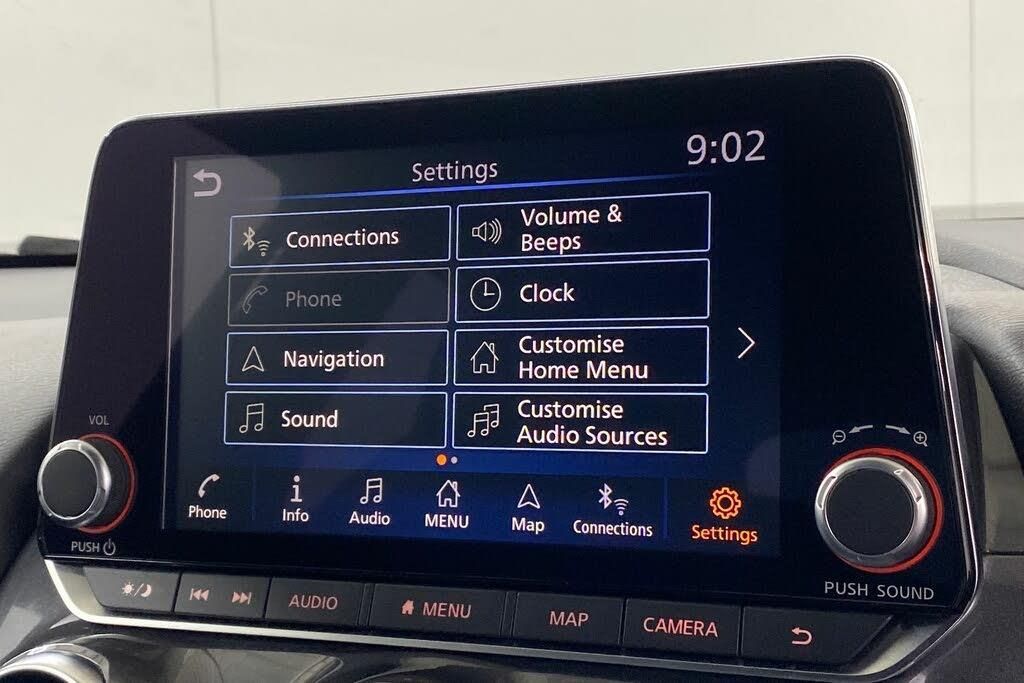 Settings
9:02
Connections
Volume &
Beeps
Phone
Clock
Navigation
Customise
Home Menu
Sound
Customise
Audio Sources
Phone
Info
Audio
MENU
Map
Connections
Settings
VOL
PUSH
PUSH SOUND
AUDIO
MENU
MAP
CAMERA